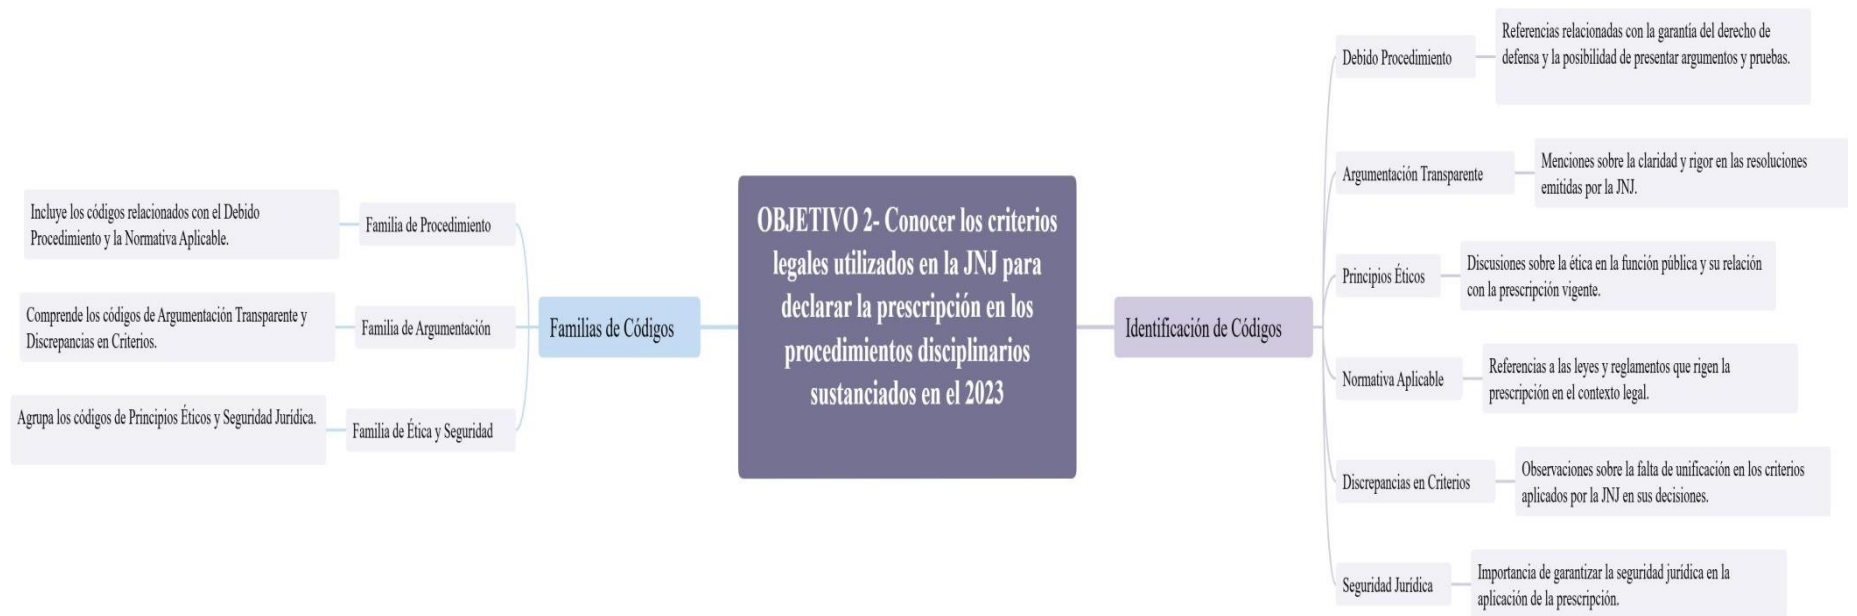 OBJETIVO 2- Conocer los criterios
legales utilizados en la JNJ para
declarar la prescripción en los
procedimientos disciplinarios
sustanciados en el 2023
Familias de Códigos
Familia de Procedimiento
Incluye los códigos relacionados con el Debido
Procedimiento y la Normativa Aplicable.
Familia de Argumentación
Comprende los códigos de Argumentación Transparente y
Discrepancias en Criterios.
Familia de Ética y Seguridad
Agrupa los códigos de Principios Éticos y Seguridad Jurídica.
Identificación de Códigos
Debido Procedimiento
Referencias relacionadas con la garantía del derecho de
defensa y la posibilidad de presentar argumentos y pruebas.
Argumentación Transparente
Menciones sobre la claridad y rigor en las resoluciones
emitidas por la JNJ.
Principios Éticos
Discusiones sobre la ética en la función pública y su relación
con la prescripción vigente.
Normativa Aplicable
Referencias a las leyes y reglamentos que rigen la
prescripción en el contexto legal.
Discrepancias en Criterios
Observaciones sobre la falta de unificación en los criterios
aplicados por la JNJ en sus decisiones.
Seguridad Jurídica
Importancia de garantizar la seguridad jurídica en la
aplicación de la prescripción.